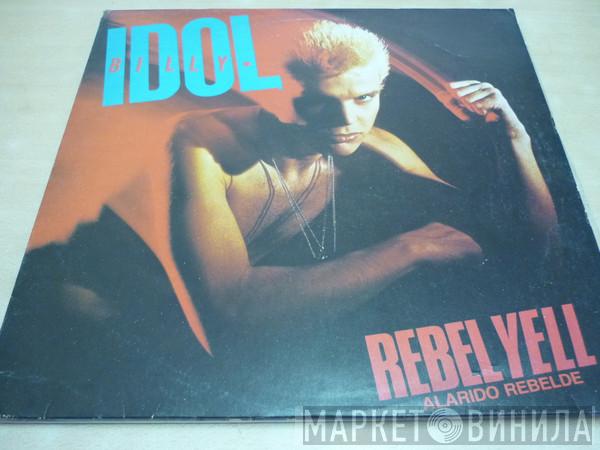 IDOL
BILLY
REBEL YELL
ALARIDO REBELDE
МАРКЕТ ВИНИЛА